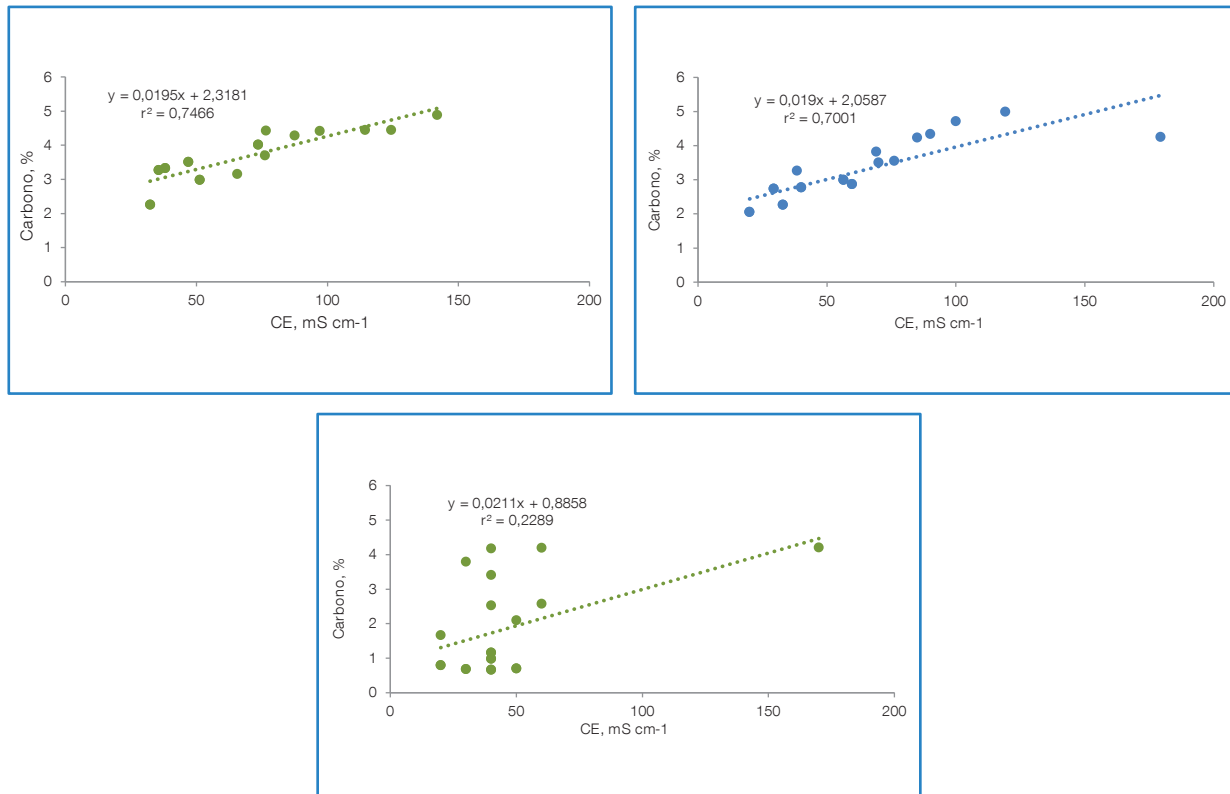 y = 0,0195x + 2,3181
r² = 0,7466
Carbono, %
6
5
4
3
2
1
0
0 50 100 150 200
CE, mS cm-1
y = 0,019x + 2,0587
r² = 0,7001
Carbono, %
6
5
4
3
2
1
0
0 50 100 150 200
CE, mS cm-1
y = 0,0211x + 0,8858
r² = 0,2289
Carbono, %
6
5
4
3
2
1
0
0 50 100 150 200
CE, mS cm-1